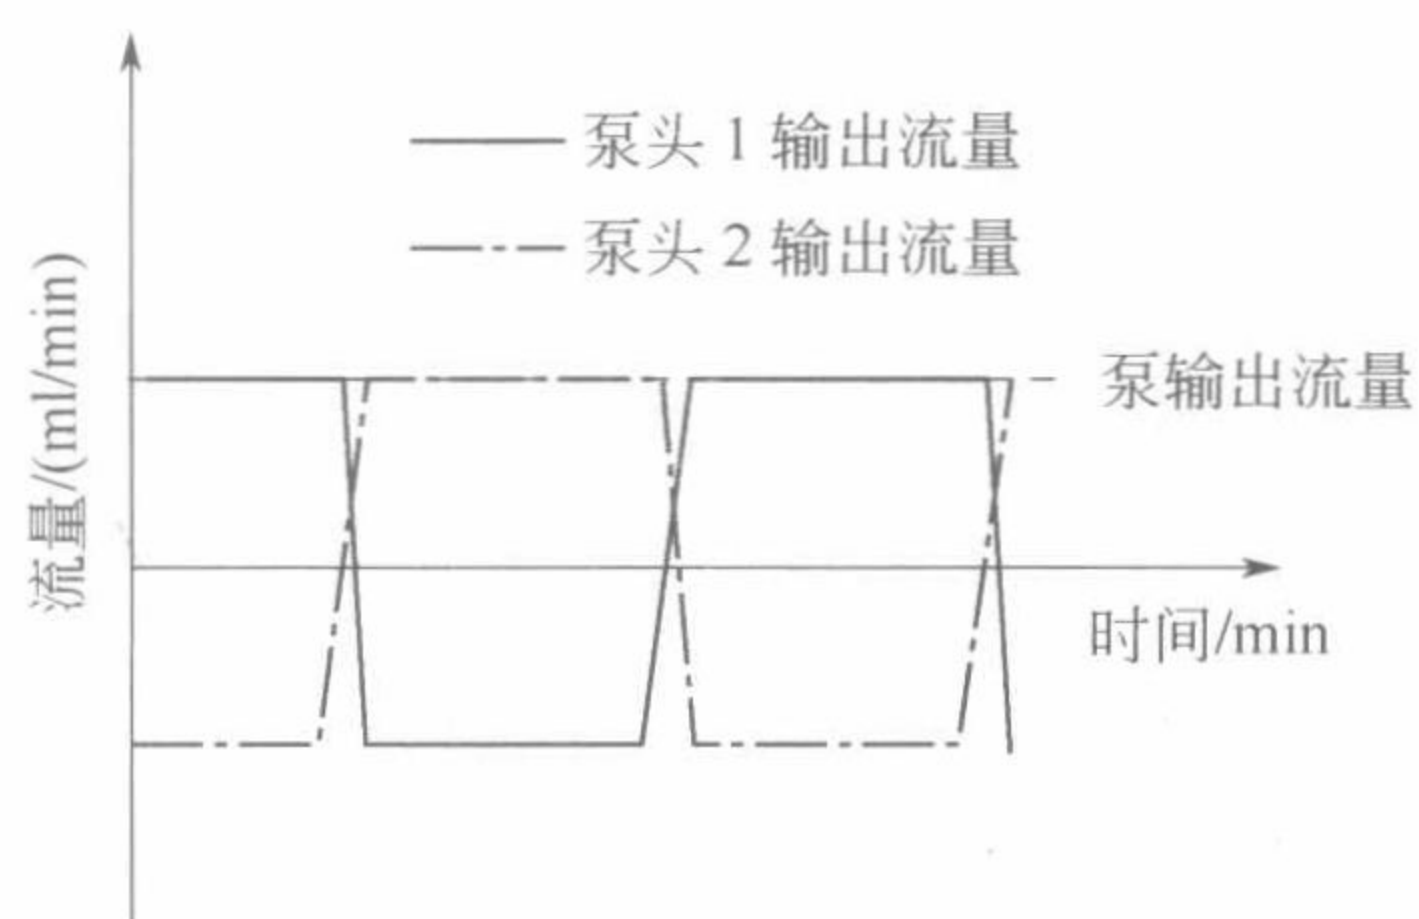 泵头 1 输出流量
泵头 2 输出流量
流量/(ml/min)
泵输出流量
时间/min